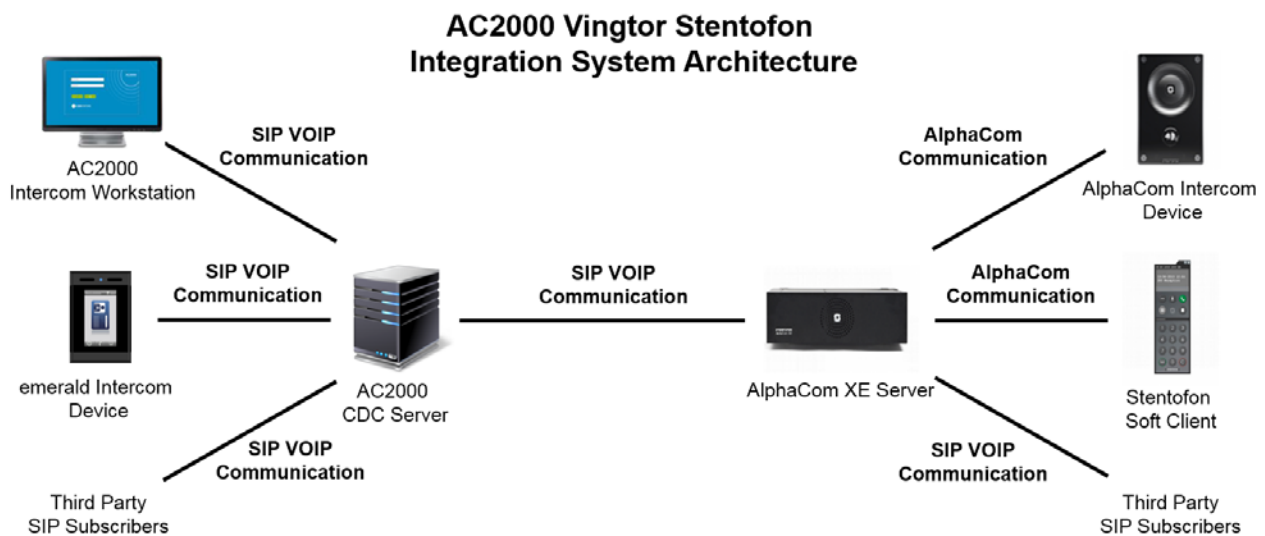 AC2000 Vingtor Stentofon
Integration System Architecture
SIP VOIP
Communication
AC2000
Intercom Workstation
AlphaCom
Communication
AlphaCom Intercom
Device
SIP VOIP
Communication
emerald Intercom
Device
SIP VOIP
Communication
AC2000
CDC Server
AlphaCom
Communication
AlphaCom XE Server
Stentofon
Soft Client
SIP VOIP
Communication
Third Party
SIP Subscribers
SIP VOIP
Communication
Third Party
SIP Subscribers